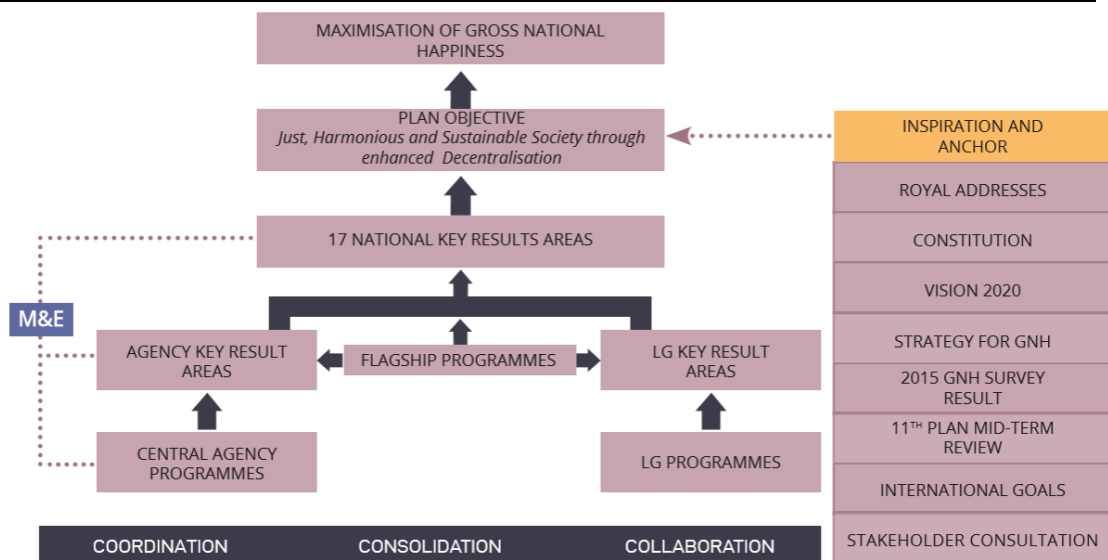 MAXIMISATION OF GROSS NATIONAL
HAPPINESS
PLAN OBJECTIVE
Just, Harmonious and Sustainable Society through
enhanced Decentralisation
17 NATIONAL KEY RESULTS AREAS
M&E
AGENCY KEY RESULT
AREAS
FLAGSHIP PROGRAMMES
LG KEY RESULT
AREAS
CENTRAL AGENCY
PROGRAMMES
LG PROGRAMMES
COORDINATION
CONSOLIDATION
COLLABORATION
INSPIRATION AND
ANCHOR
ROYAL ADDRESSES
CONSTITUTION
VISION 2020
STRATEGY FOR GNH
2015 GNH SURVEY
RESULT
11TH PLAN MID-TERM
REVIEW
INTERNATIONAL GOALS
STAKEHOLDER CONSULTATION